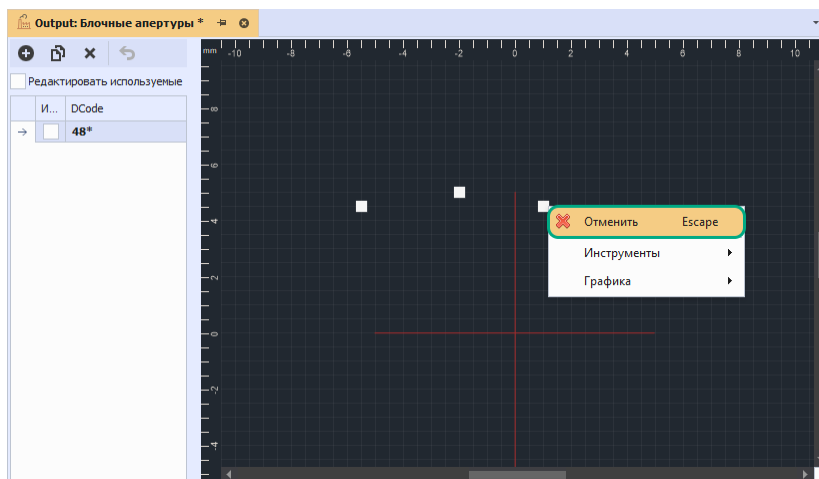 Output: Блочные апертуры *
Редактировать используемые
И... DCode
48*
mm -10 -8 -6 -4 -2 0 2 4 6 8 10
8
6
4
2
0
-2
-4
Отменить Escape
Инструменты
Графика